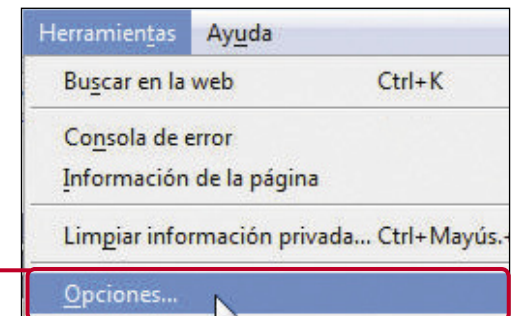 Herramientas Ayuda
Buscar en la web Ctrl+K
Consola de error
Información de la página
Limpiar información privada... Ctrl+Mayús.+
Opciones...